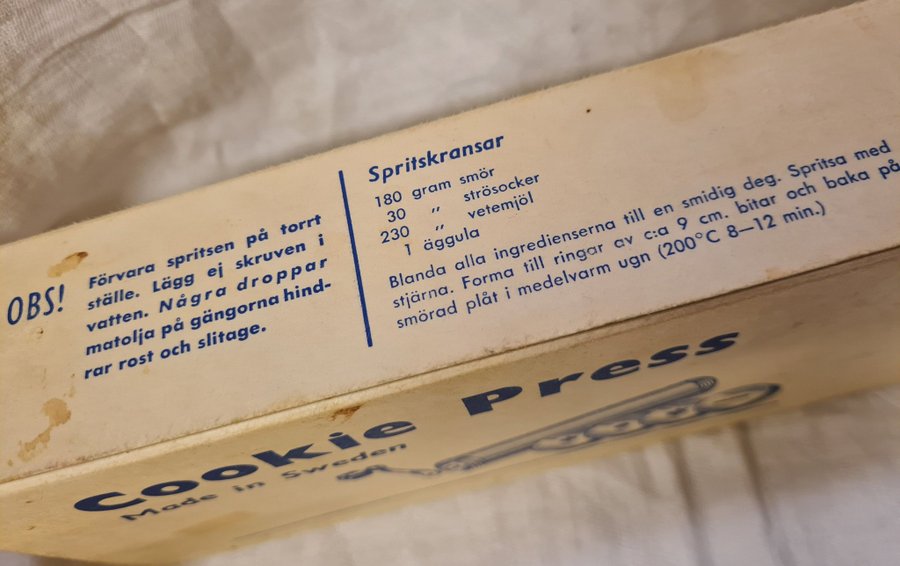 OBS!
Förvara spritsen på torrt
ställe. Lägg ej skruven i
vatten. Några droppar
matolja på gängorna hind-
rar rost och slitage.
Spritskransar
180 gram smör
30 „ strösocker
230 „ vetemjöl
1 äggula
Blanda alla ingredienserna till en smidig deg. Spritsa med
stjärna. Forma till ringar av c:a 9 cm. bitar och baka på
smörad plåt i medelvarm ugn (200°C 8—12 min.)
Cookie Press
Made in Sweden